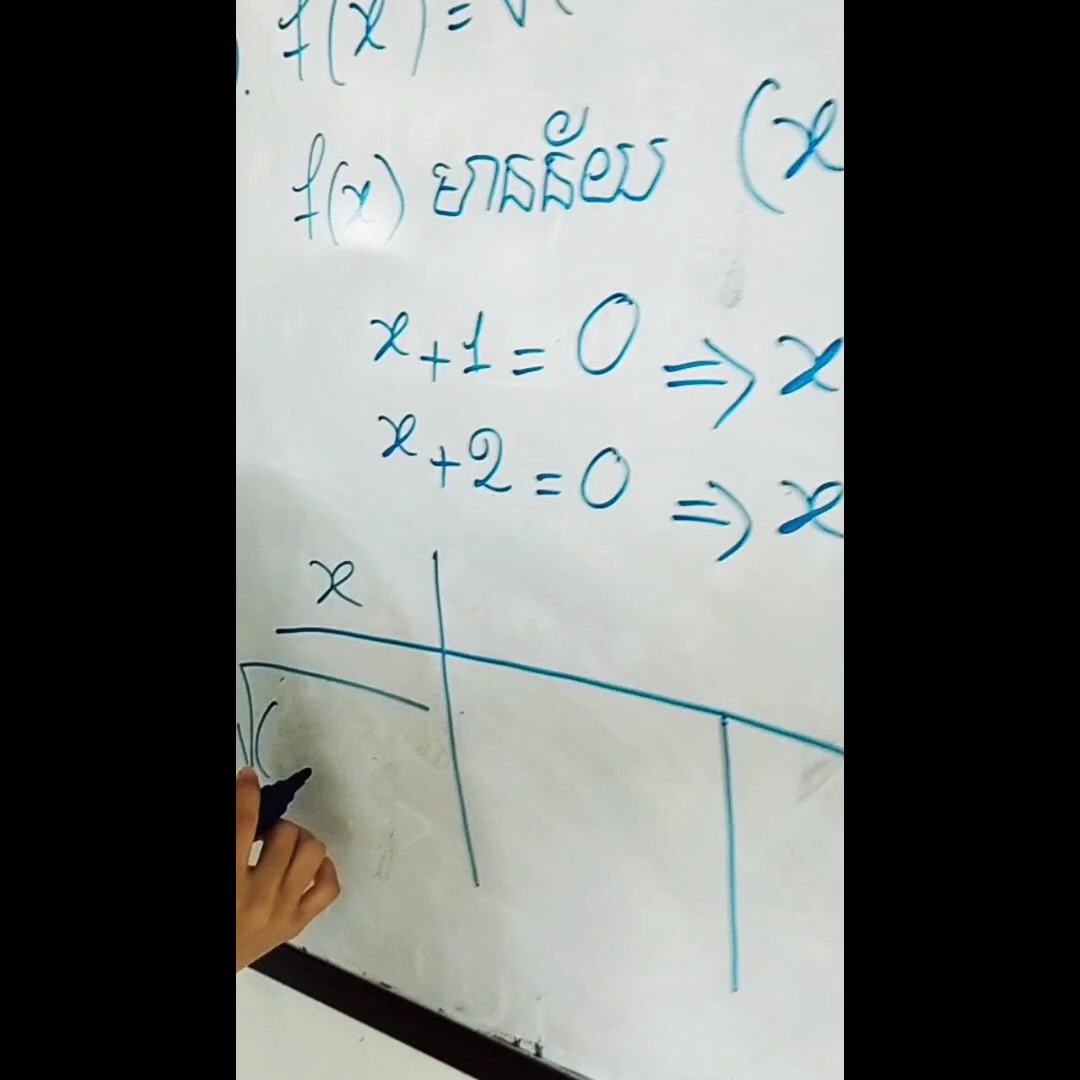 f(x) = √(
f(x) មានន័យ (x
x+1=0 ⇒ x
x+2=0 ⇒ x
x
√(